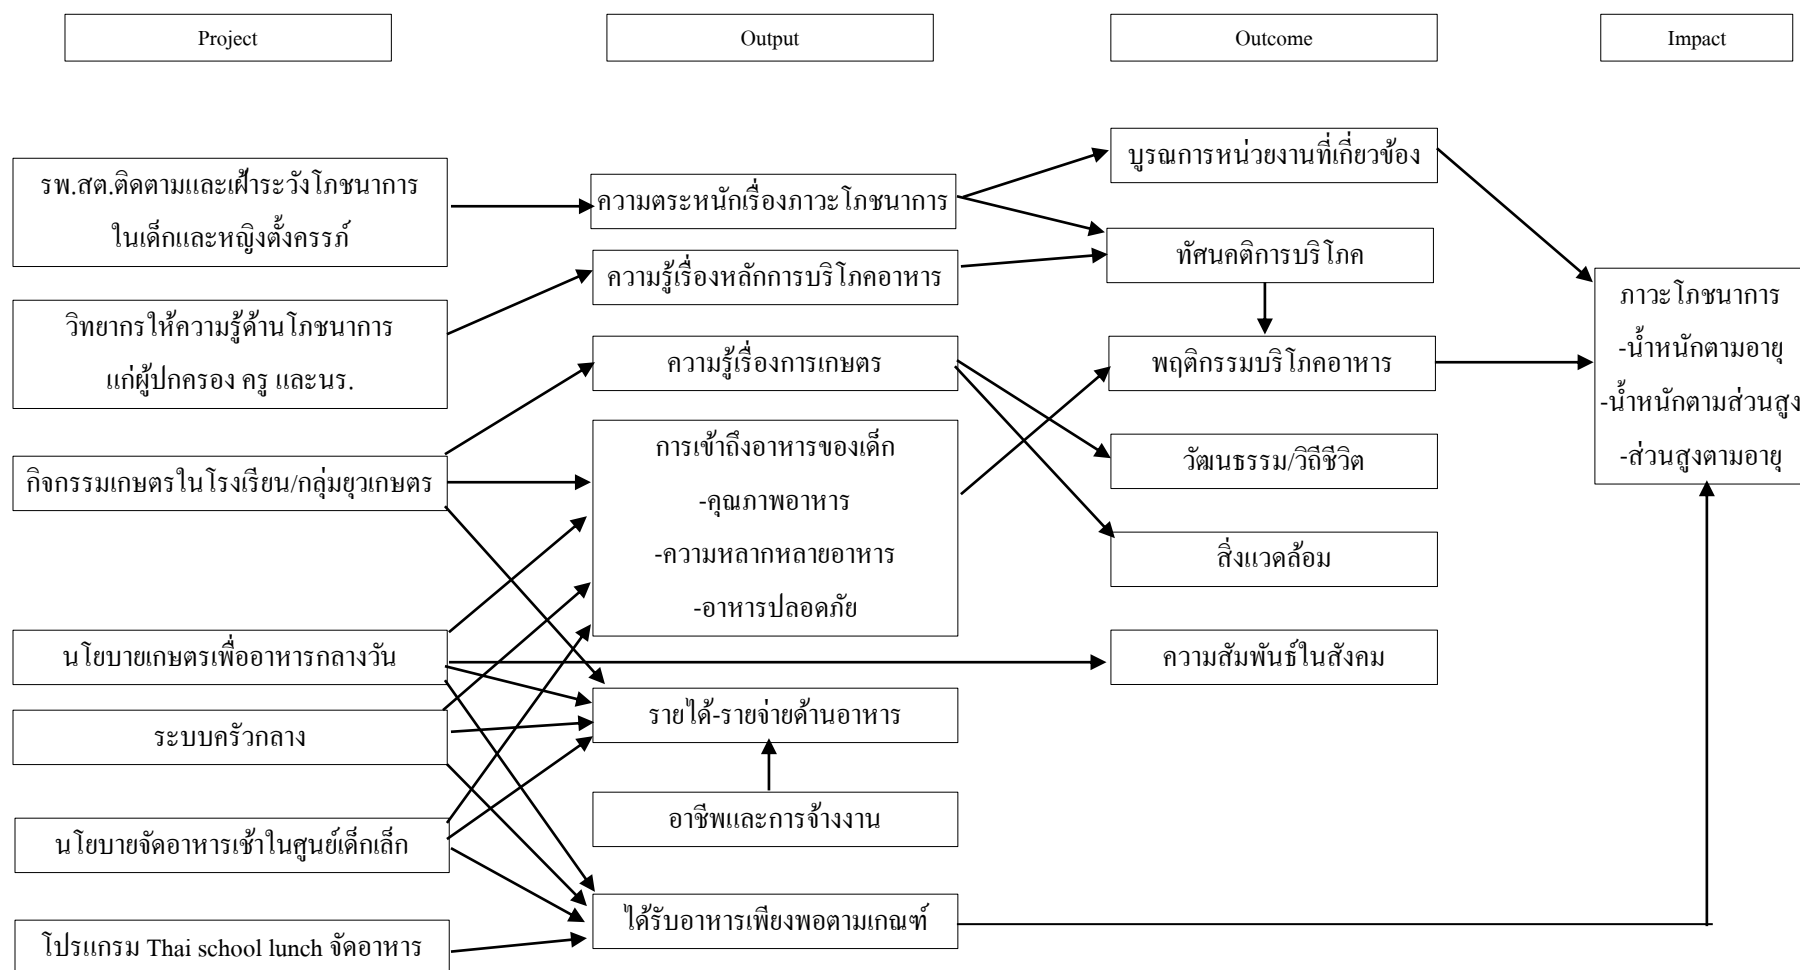 Project
Output
Outcome
Impact
รพ.สต.ติดตามและเฝ้าระวังโภชนาการ
ในเด็กและหญิงตั้งครรภ์
วิทยากรให้ความรู้ด้านโภชนาการ
แก่ผู้ปกครอง ครู และนร.
กิจกรรมเกษตรในโรงเรียน/กลุ่มยุวเกษตร
นโยบายเกษตรเพื่ออาหารกลางวัน
ระบบครัวกลาง
นโยบายจัดอาหารเช้าในศูนย์เด็กเล็ก
โปรแกรม Thai school lunch จัดอาหาร
ความตระหนักเรื่องภาวะโภชนาการ
ความรู้เรื่องหลักการบริโภคอาหาร
ความรู้เรื่องการเกษตร
การเข้าถึงอาหารของเด็ก
-คุณภาพอาหาร
-ความหลากหลายอาหาร
-อาหารปลอดภัย
รายได้-รายจ่ายด้านอาหาร
อาชีพและการจ้างงาน
ได้รับอาหารเพียงพอตามเกณฑ์
บูรณการหน่วยงานที่เกี่ยวข้อง
ทัศนคติการบริโภค
พฤติกรรมบริโภคอาหาร
วัฒนธรรม/วิถีชีวิต
สิ่งแวดล้อม
ความสัมพันธ์ในสังคม
ภาวะโภชนาการ
-น้ำหนักตามอายุ
-น้ำหนักตามส่วนสูง
-ส่วนสูงตามอายุ